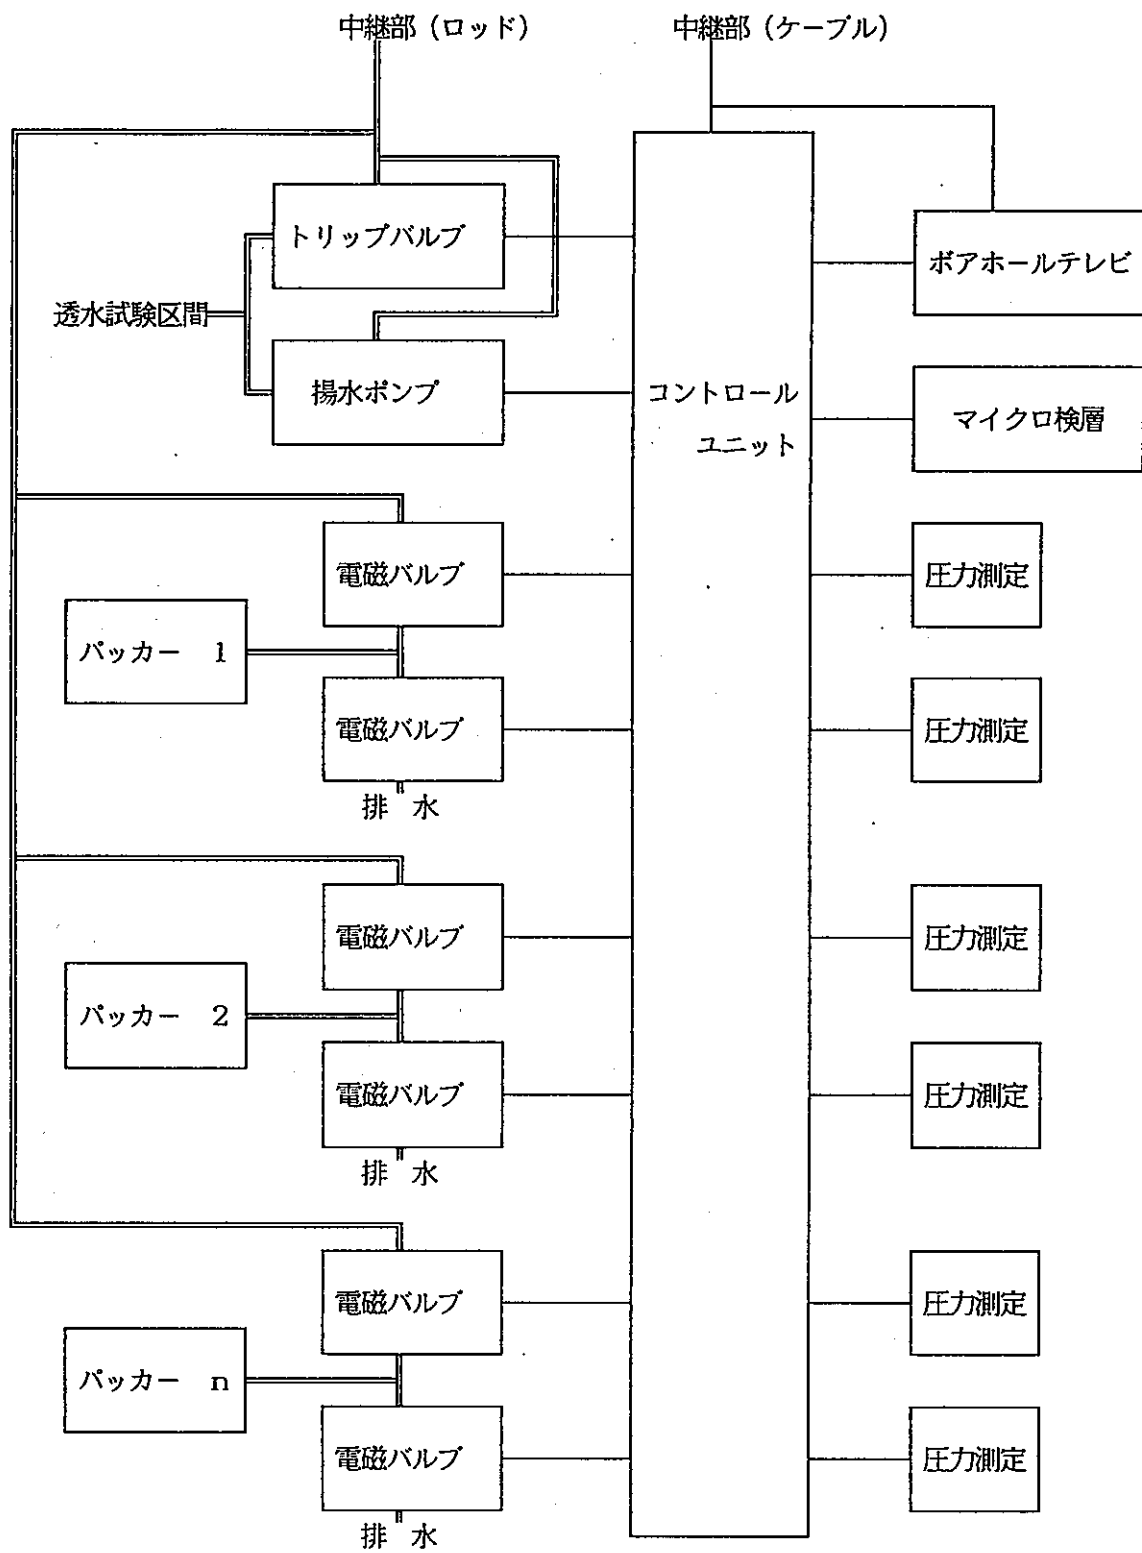 中継部（ロッド）
中継部（ケーブル）
トリップバルブ
ボアホールテレビ
透水試験区間
揚水ポンプ
コントロール
ユニット
マイクロ検層
電磁バルブ
圧力測定
パッカー　1
電磁バルブ
圧力測定
排　水
電磁バルブ
圧力測定
パッカー　2
電磁バルブ
圧力測定
排　水
電磁バルブ
圧力測定
パッカー　n
電磁バルブ
圧力測定
排　水